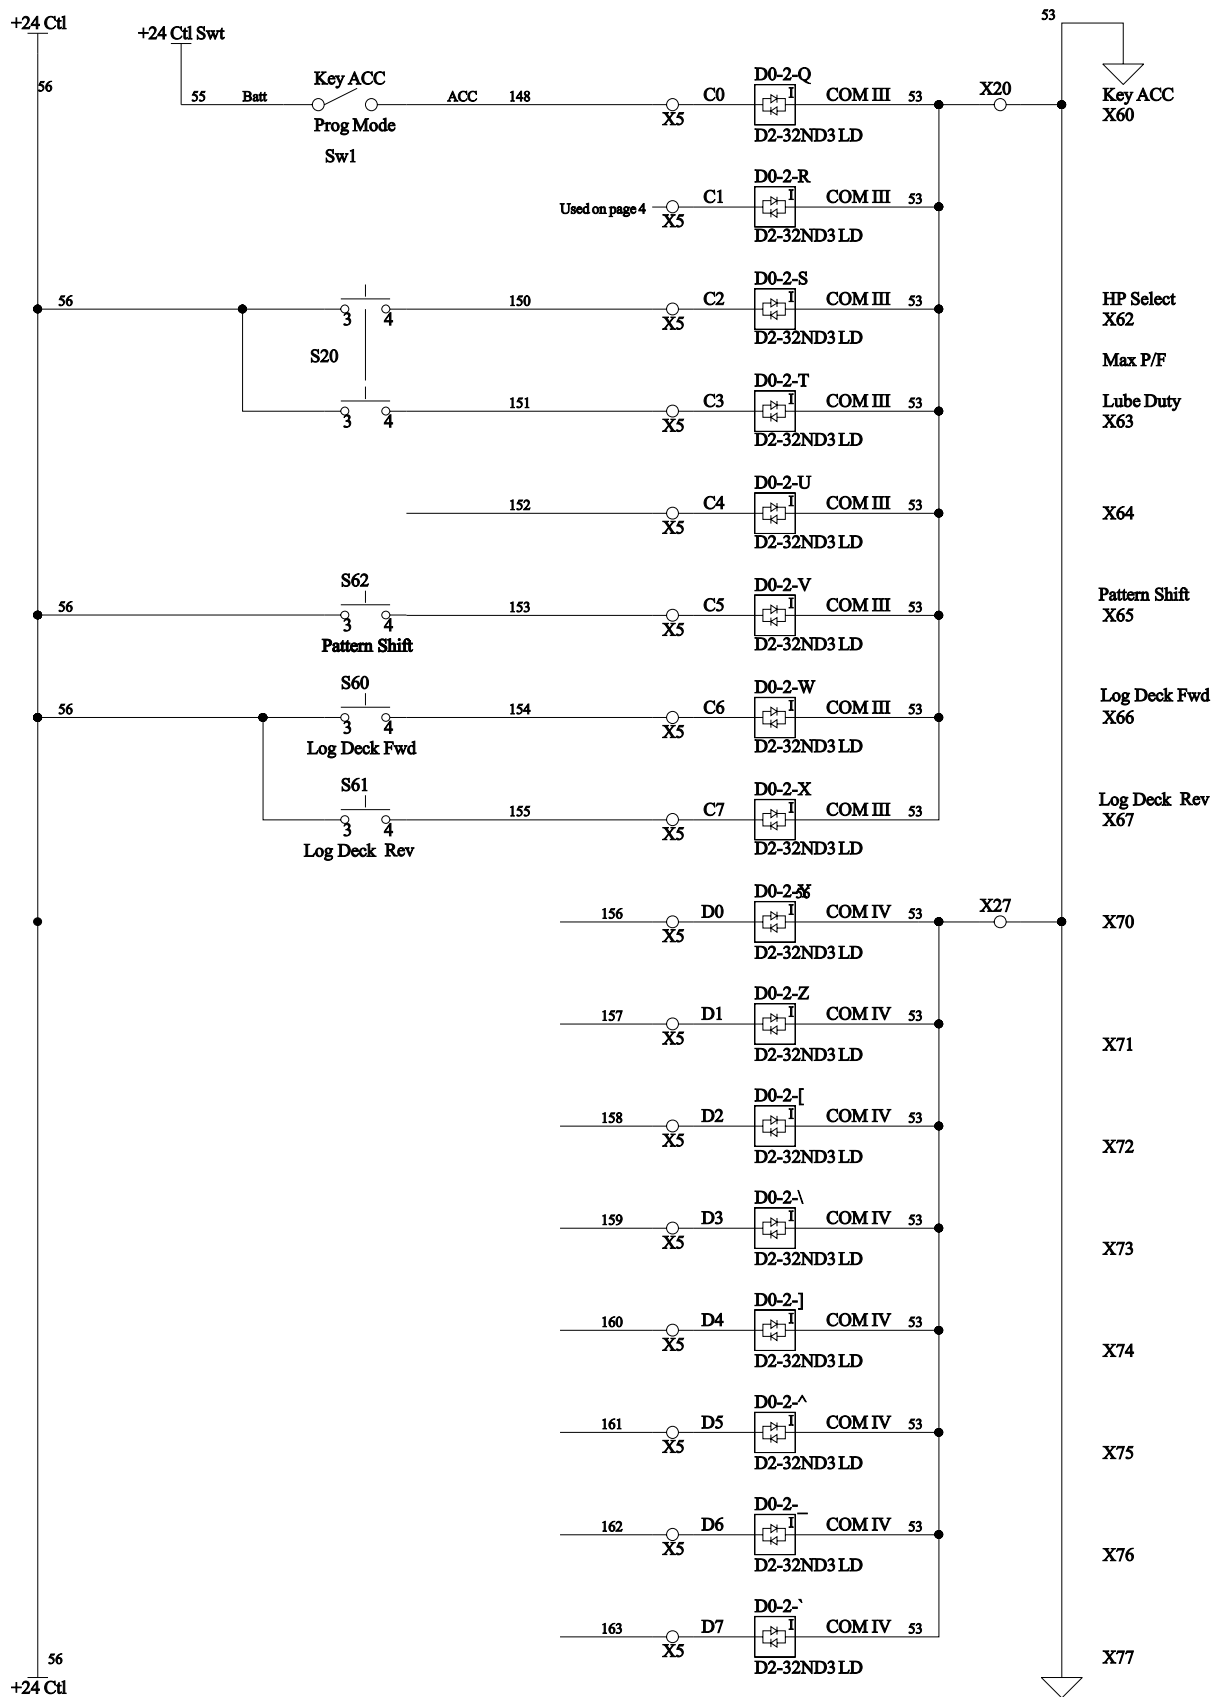 +24 Ctl
+24 Ctl Swt
53
56
55 Batt Key ACC ACC 148 C0 D0-2-Q I COM III 53 X20 Key ACC
Prog Mode X5 D2-32ND3 LD X60
Sw1
D0-2-R
Used on page 4 C1 I COM III 53
X5 D2-32ND3 LD
D0-2-S
56 150 C2 I COM III 53 HP Select
3 4 X5 D2-32ND3 LD X62
S20 Max P/F
D0-2-T
151 C3 I COM III 53 Lube Duty
3 4 X5 D2-32ND3 LD X63
D0-2-U
152 C4 I COM III 53 X64
X5 D2-32ND3 LD
S62 D0-2-V
56 153 C5 I COM III 53 Pattern Shift
3 4 X5 X65
Pattern Shift D2-32ND3 LD
S60 D0-2-W
56 154 C6 I COM III 53 Log Deck Fwd
3 4 X5 X66
Log Deck Fwd D2-32ND3 LD
S61 D0-2-X
155 C7 I COM III 53 Log Deck Rev
3 4 X5 X67
Log Deck Rev D2-32ND3 LD
D0-2-Y
56
156 D0 I COM IV 53 X27 X70
X5 D2-32ND3 LD
D0-2-Z
157 D1 I COM IV 53
X5 D2-32ND3 LD X71
D0-2-[
158 D2 I COM IV 53
X5 D2-32ND3 LD X72
D0-2-\
159 D3 I COM IV 53
X5 D2-32ND3 LD X73
D0-2-]
160 D4 I COM IV 53
X5 D2-32ND3 LD X74
D0-2-^
161 D5 I COM IV 53
X5 D2-32ND3 LD X75
D0-2-_
162 D6 I COM IV 53
X5 D2-32ND3 LD X76
D0-2-`
163 D7 I COM IV 53
X5 D2-32ND3 LD X77
56
+24 Ctl